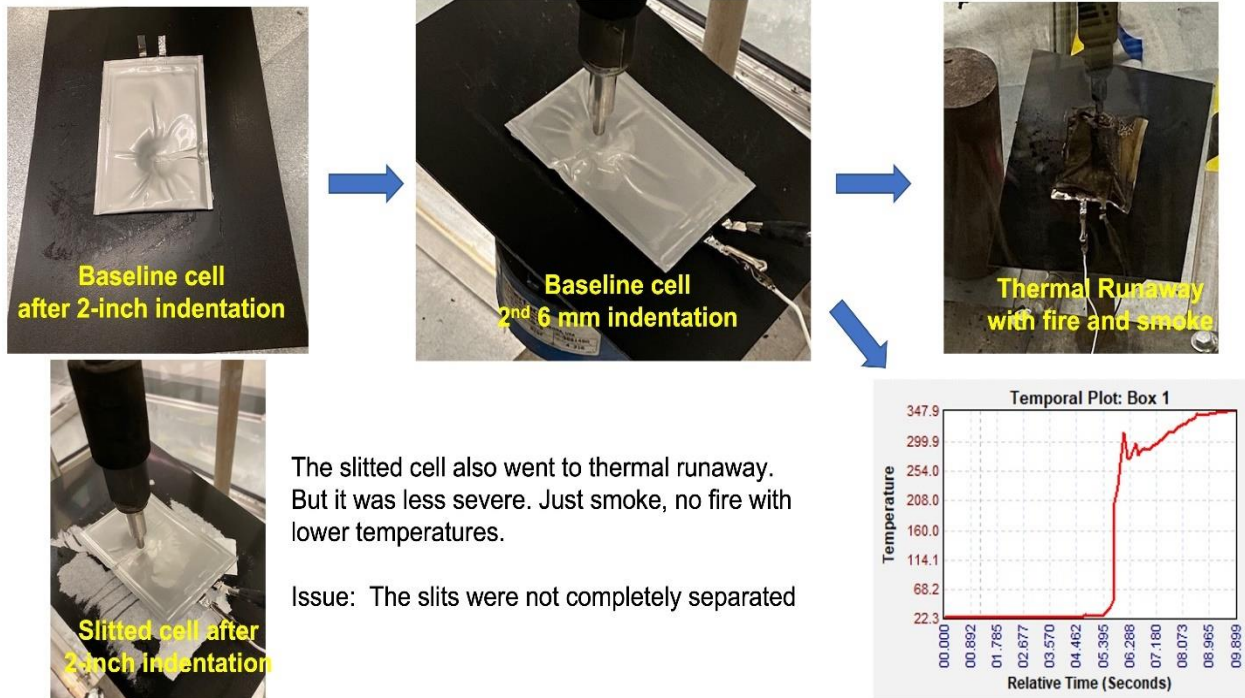 Baseline cell
after 2-inch indentation
Baseline cell
2nd 6 mm indentation
Thermal Runaway
with fire and smoke
Slitted cell after
2-inch indentation
The slitted cell also went to thermal runaway.
But it was less severe. Just smoke, no fire with
lower temperatures.
Issue: The slits were not completely separated
Temporal Plot: Box 1
Temperature
347.9
299.9
254.0
208.0
160.0
114.1
68.2
22.3
00.000
00.892
01.785
02.677
03.570
04.462
05.395
06.288
07.180
08.073
08.965
09.899
Relative Time (Seconds)